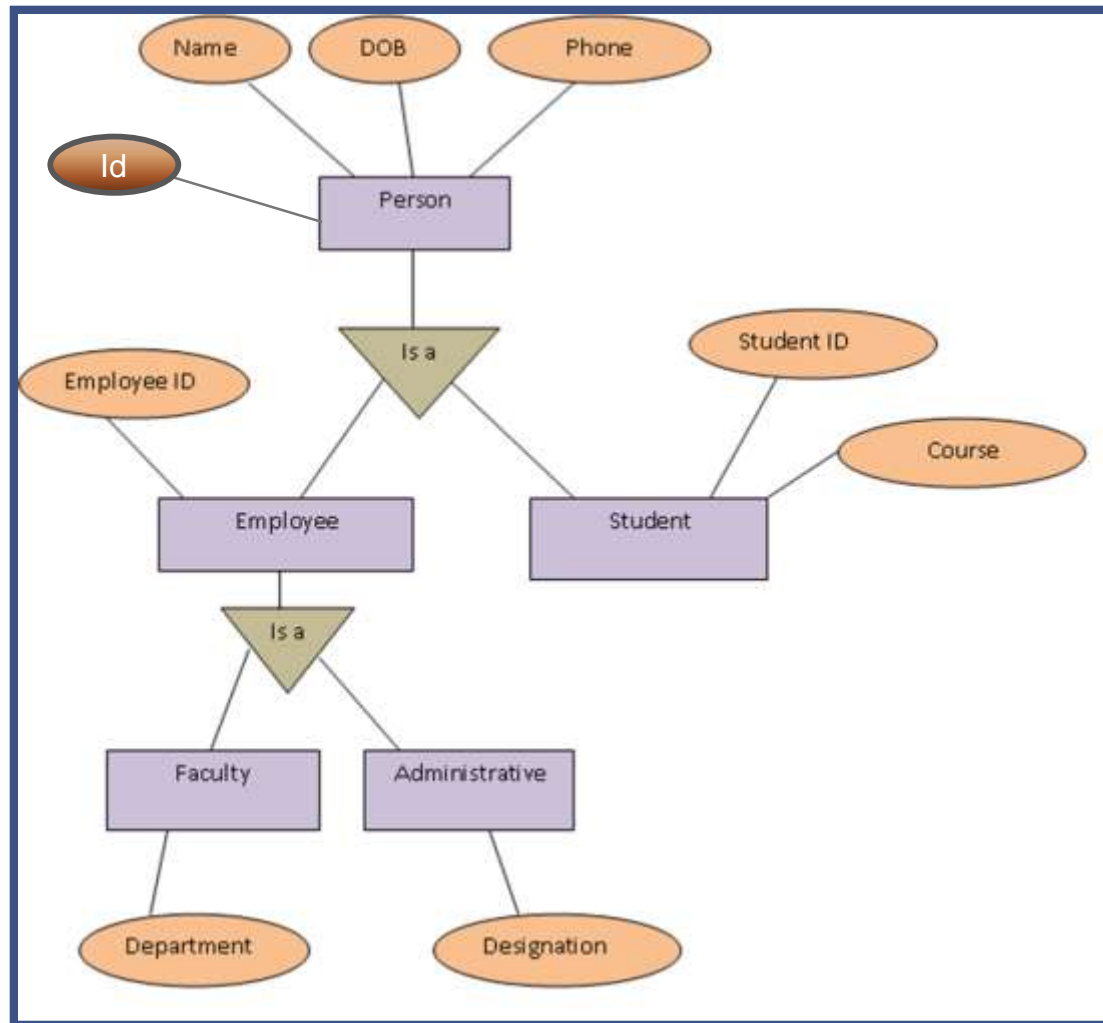 Name
DOB
Phone
Id
Person
Is a
Student ID
Employee ID
Course
Employee
Student
Is a
Faculty
Administrative
Department
Designation